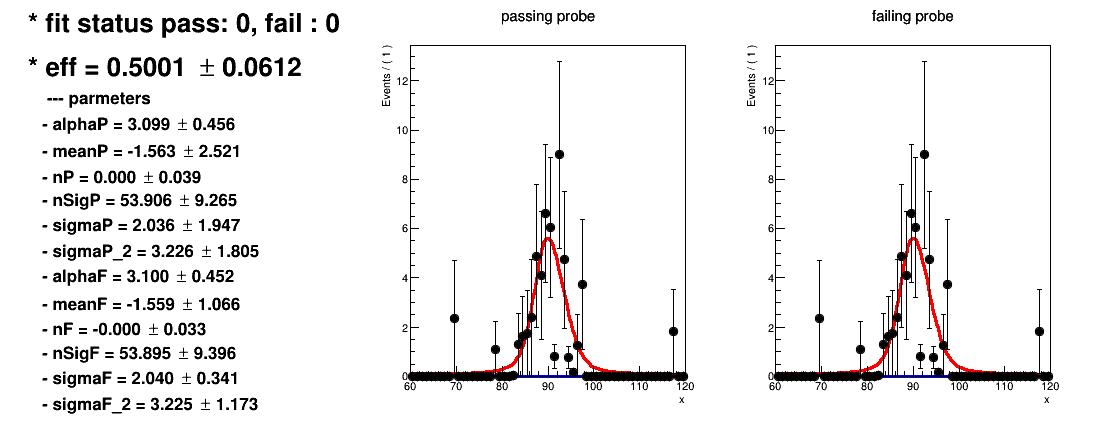 * fit status pass: 0, fail : 0
* eff = 0.5001 ± 0.0612
--- parmeters
- alphaP = 3.099 ± 0.456
- meanP = -1.563 ± 2.521
- nP = 0.000 ± 0.039
- nSigP = 53.906 ± 9.265
- sigmaP = 2.036 ± 1.947
- sigmaP_2 = 3.226 ± 1.805
- alphaF = 3.100 ± 0.452
- meanF = -1.559 ± 1.066
- nF = -0.000 ± 0.033
- nSigF = 53.895 ± 9.396
- sigmaF = 2.040 ± 0.341
- sigmaF_2 = 3.225 ± 1.173
passing probe
Events / ( 1 )
12
10
8
6
4
2
0
60 70 80 90 100 110 120
x
failing probe
Events / ( 1 )
12
10
8
6
4
2
0
60 70 80 90 100 110 120
x